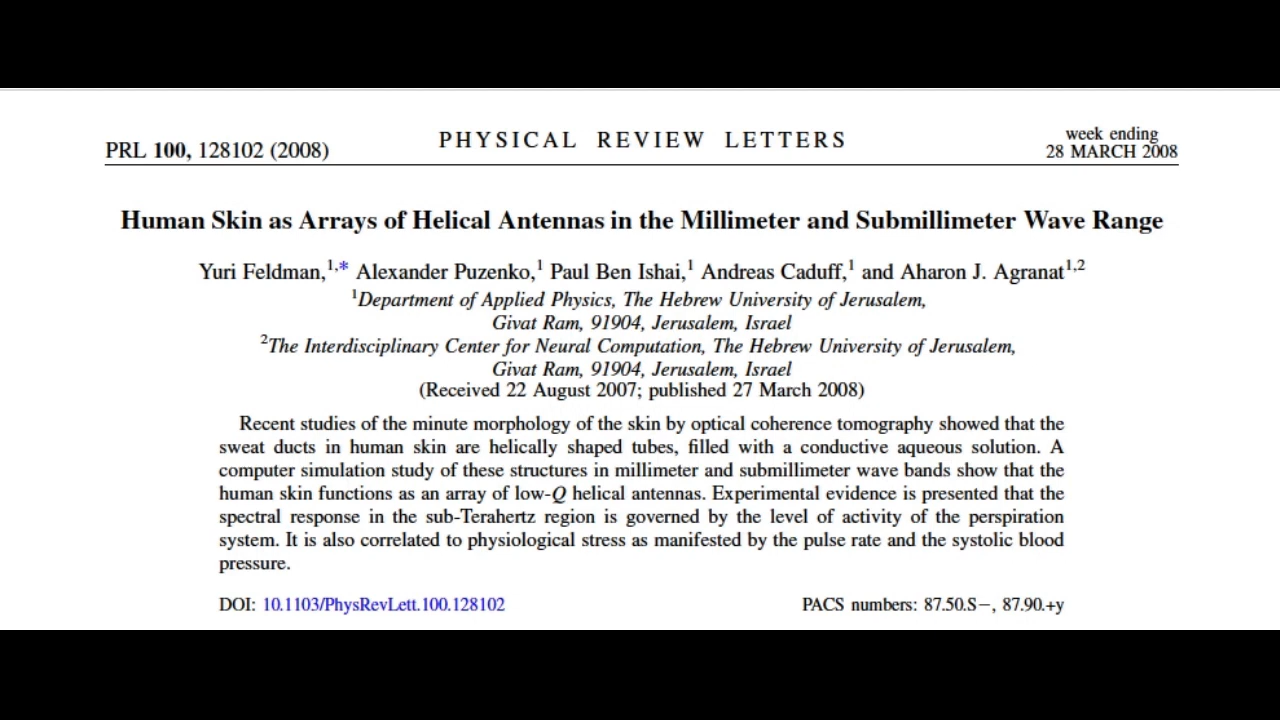 PRL 100, 128102 (2008)
PHYSICAL REVIEW LETTERS
week ending
28 MARCH 2008
Human Skin as Arrays of Helical Antennas in the Millimeter and Submillimeter Wave Range
Yuri Feldman,1,* Alexander Puzenko,1 Paul Ben Ishai,1 Andreas Caduff,1 and Aharon J. Agranat1,2
1Department of Applied Physics, The Hebrew University of Jerusalem,
Givat Ram, 91904, Jerusalem, Israel
2The Interdisciplinary Center for Neural Computation, The Hebrew University of Jerusalem,
Givat Ram, 91904, Jerusalem, Israel
(Received 22 August 2007; published 27 March 2008)
Recent studies of the minute morphology of the skin by optical coherence tomography showed that the
sweat ducts in human skin are helically shaped tubes, filled with a conductive aqueous solution. A
computer simulation study of these structures in millimeter and submillimeter wave bands show that the
human skin functions as an array of low-Q helical antennas. Experimental evidence is presented that the
spectral response in the sub-Terahertz region is governed by the level of activity of the perspiration
system. It is also correlated to physiological stress as manifested by the pulse rate and the systolic blood
pressure.
DOI: 10.1103/PhysRevLett.100.128102
PACS numbers: 87.50.S−, 87.90.+y